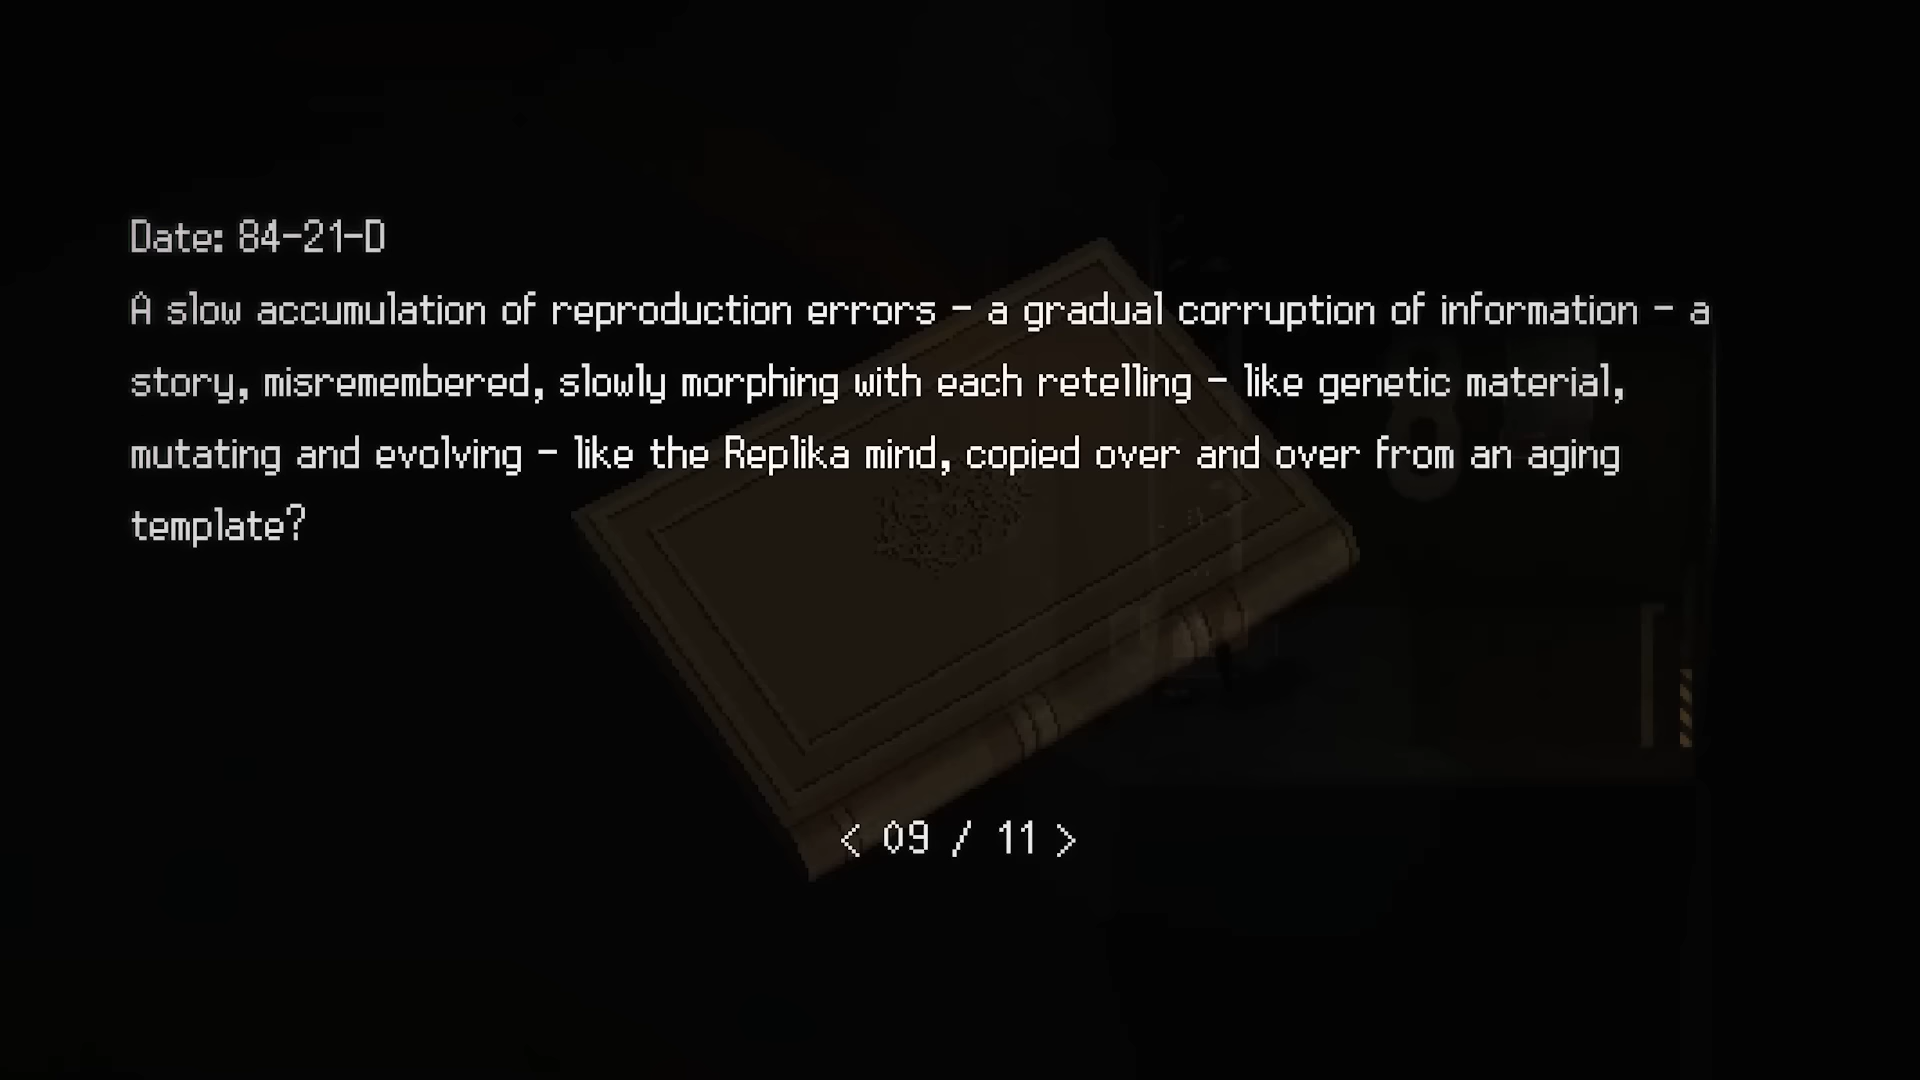 Date: 84-21-D
A slow accumulation of reproduction errors - a gradual corruption of information - a
story, misremembered, slowly morphing with each retelling - like genetic material,
mutating and evolving - like the Replika mind, copied over and over from an aging
template?
< 09 / 11 >